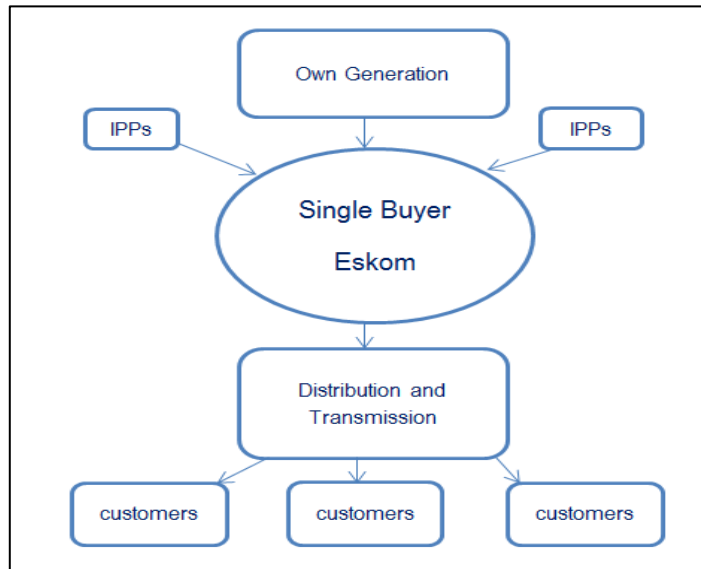 Own Generation
IPPs
IPPs
Single Buyer
Eskom
Distribution and
Transmission
customers
customers
customers